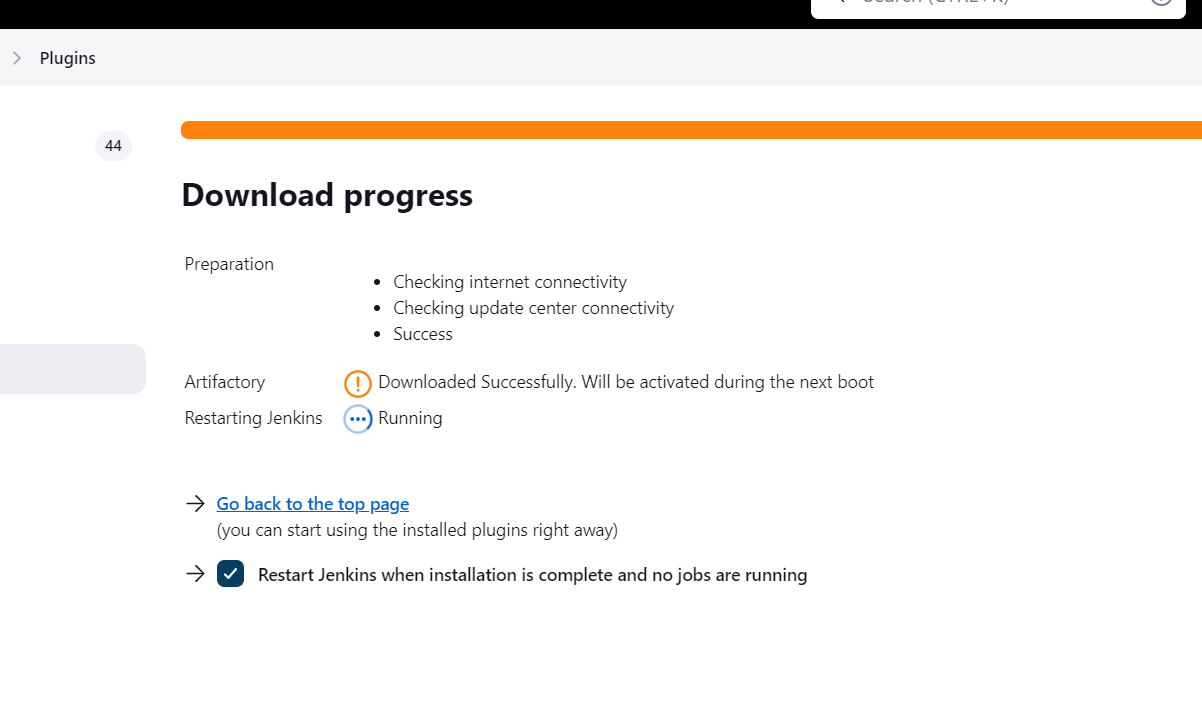 Search (CTRL+K)
Plugins
44
Download progress
Preparation
Checking internet connectivity
Checking update center connectivity
Success
Artifactory
Downloaded Successfully. Will be activated during the next boot
Restarting Jenkins
Running
Go back to the top page
(you can start using the installed plugins right away)
Restart Jenkins when installation is complete and no jobs are running